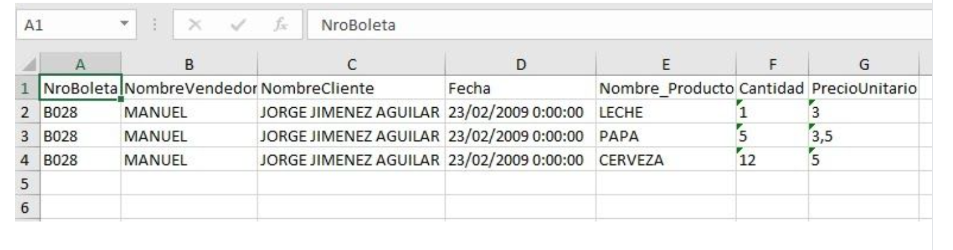 A1 fx NroBoleta
A B C D E F G
1 NroBoleta NombreVendedor NombreCliente Fecha Nombre_Producto Cantidad PrecioUnitario
2 B028 MANUEL JORGE JIMENEZ AGUILAR 23/02/2009 0:00:00 LECHE 1 3
3 B028 MANUEL JORGE JIMENEZ AGUILAR 23/02/2009 0:00:00 PAPA 5 3,5
4 B028 MANUEL JORGE JIMENEZ AGUILAR 23/02/2009 0:00:00 CERVEZA 12 5
5
6